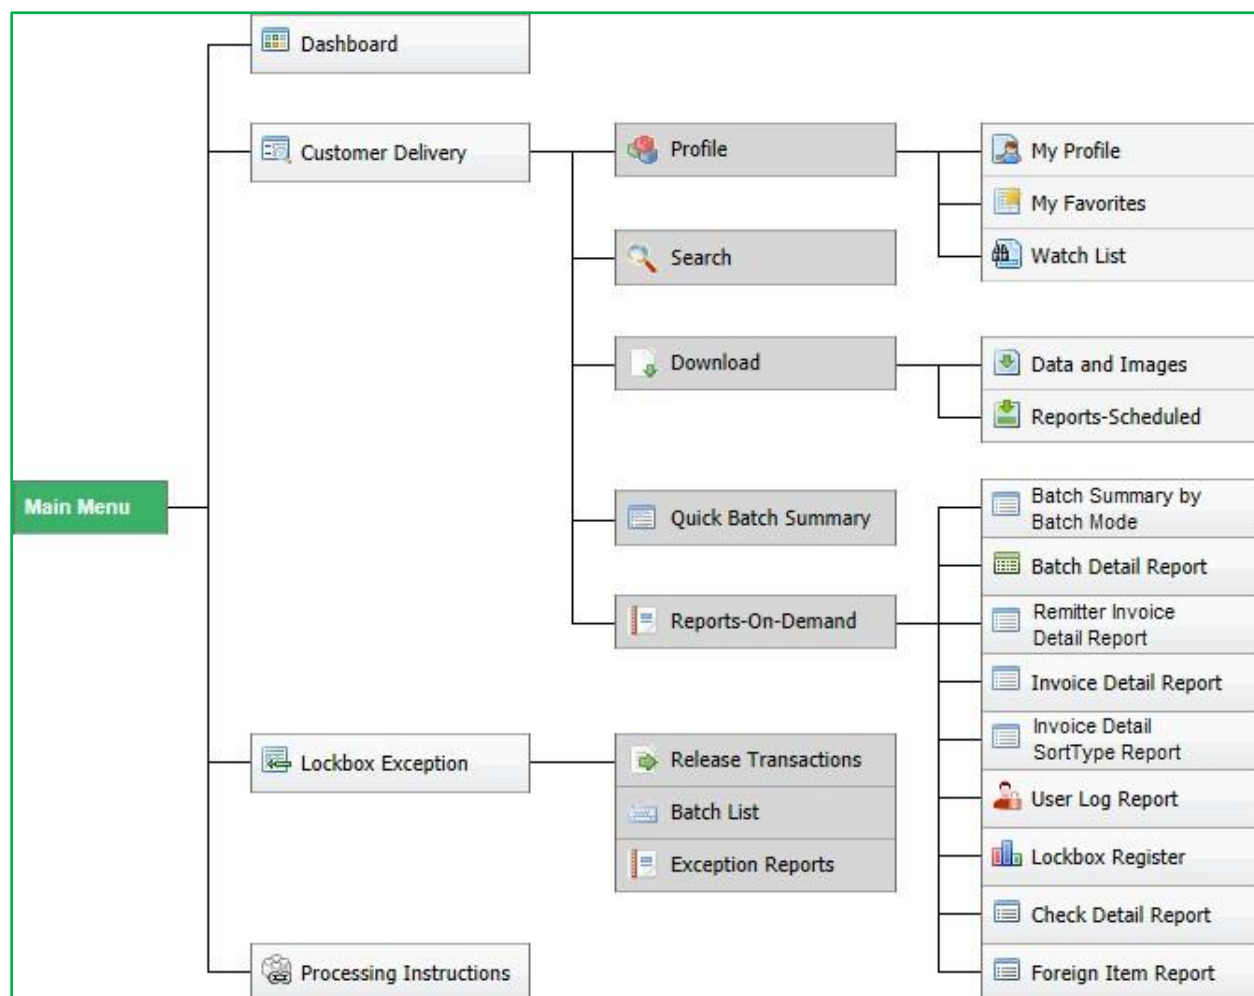 Dashboard
Customer Delivery
Profile
My Profile
My Favorites
Search
Watch List
Download
Data and Images
Reports-Scheduled
Main Menu
Quick Batch Summary
Batch Summary by
Batch Mode
Batch Detail Report
Reports-On-Demand
Remitter Invoice
Detail Report
Invoice Detail Report
Invoice Detail
SortType Report
Lockbox Exception
Release Transactions
Batch List
Exception Reports
User Log Report
Lockbox Register
Check Detail Report
Processing Instructions
Foreign Item Report